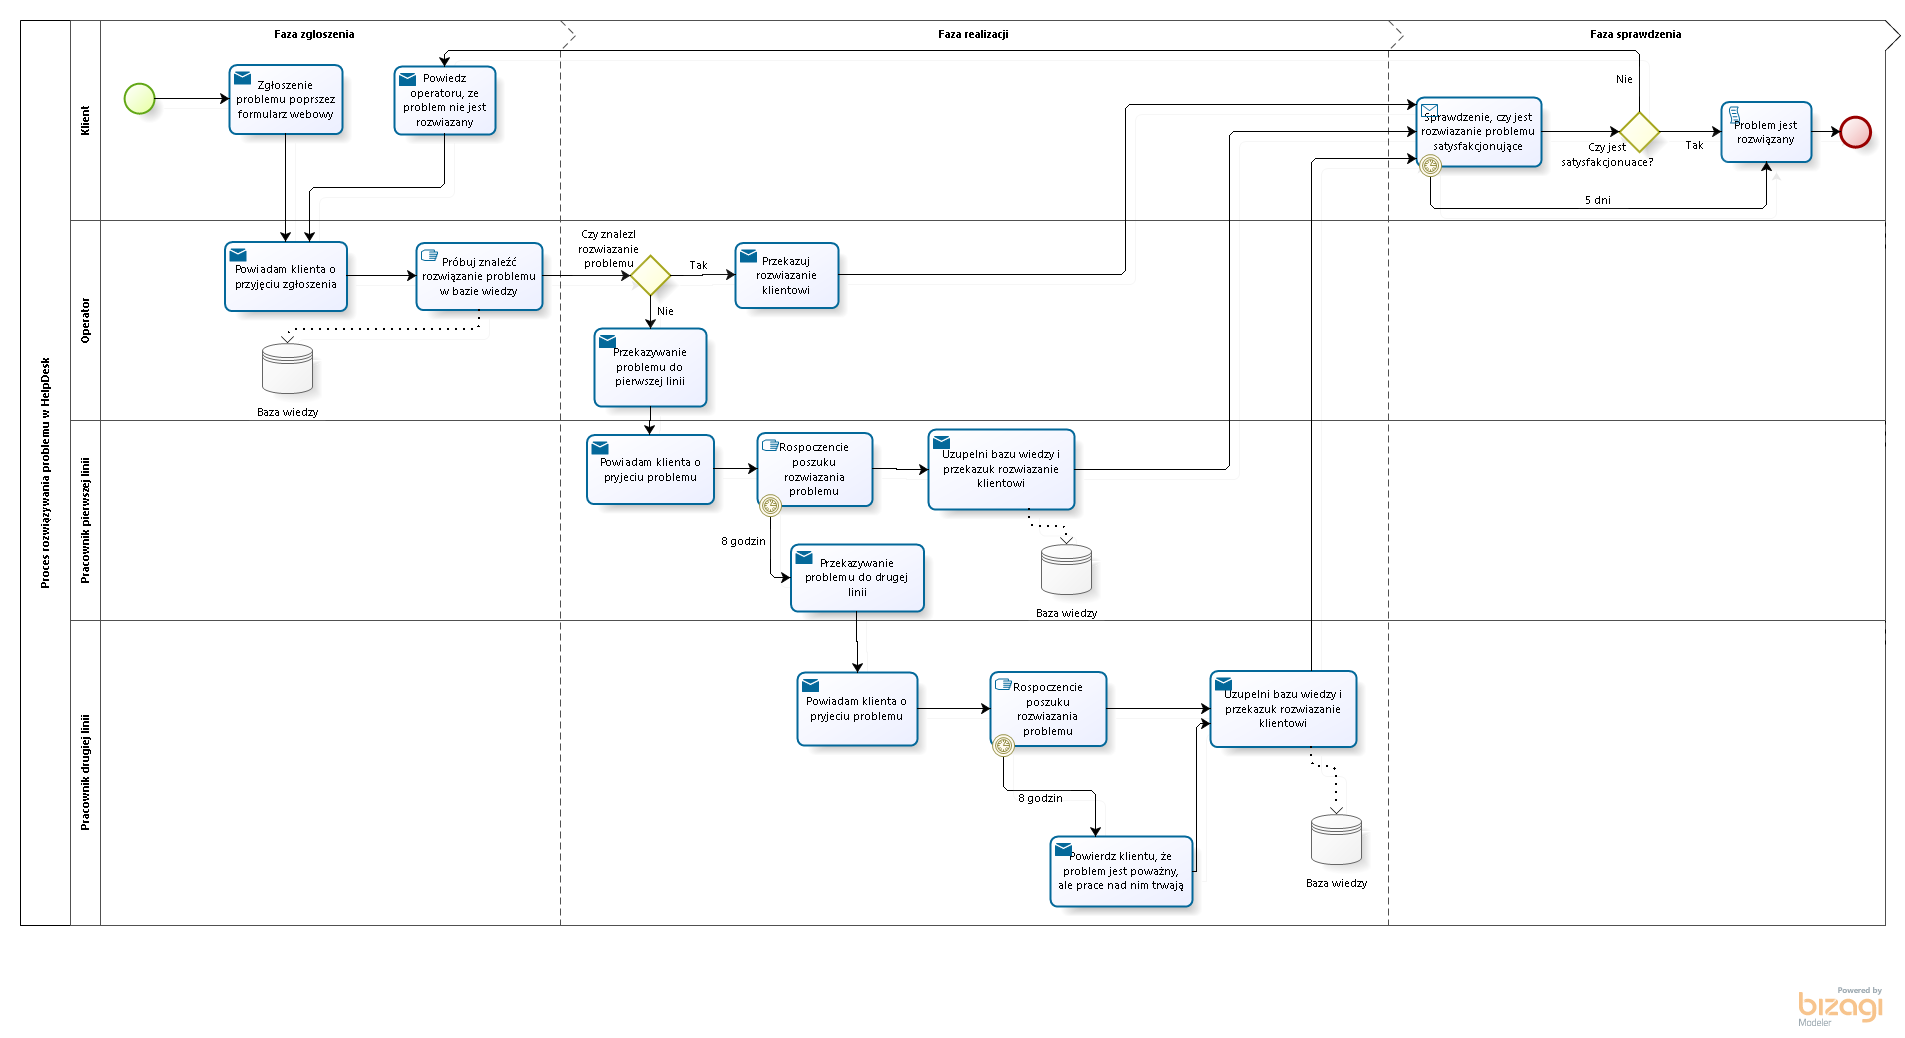 Faza zgloszenia
Faza realizacji
Faza sprawdzenia
Proces rozwiązywania problemu w HelpDesk
Klient
Zgłoszenie
problemu poprszez
formularz webowy
Powiedz
operatoru, ze
problem nie jest
rozwiazany
Sprawdzenie, czy jest
rozwiazanie problemu
satysfakcjonujące
Nie
Czy jest
satysfakcjonuace?
Tak
Problem jest
rozwiązany
5 dni
Operator
Powiadam klienta o
przyjęciu zgłoszenia
Próbuj znaleźć
rozwiązanie problemu
w bazie wiedzy
Baza wiedzy
Czy znalezl
rozwiazanie
problemu
Tak
Nie
Przekazuj
rozwiazanie
klientowi
Przekazywanie
problemu do
pierwszej linii
Pracownik pierwszej linii
Powiadam klienta o
pryjeciu problemu
Rospoczencie
poszuku
rozwiazania
problemu
Uzupelni bazu wiedzy i
przekazuk rozwiazanie
klientowi
8 godzin
Przekazywanie
problemu do drugej
linii
Baza wiedzy
Pracownik drugiej linii
Powiadam klienta o
pryjeciu problemu
Rospoczencie
poszuku
rozwiazania
problemu
Uzupelni bazu wiedzy i
przekazuk rozwiazanie
klientowi
8 godzin
Powierdz klientu, że
problem jest poważny,
ale prace nad nim trwają
Baza wiedzy
Powered by
bizagi
Modeler